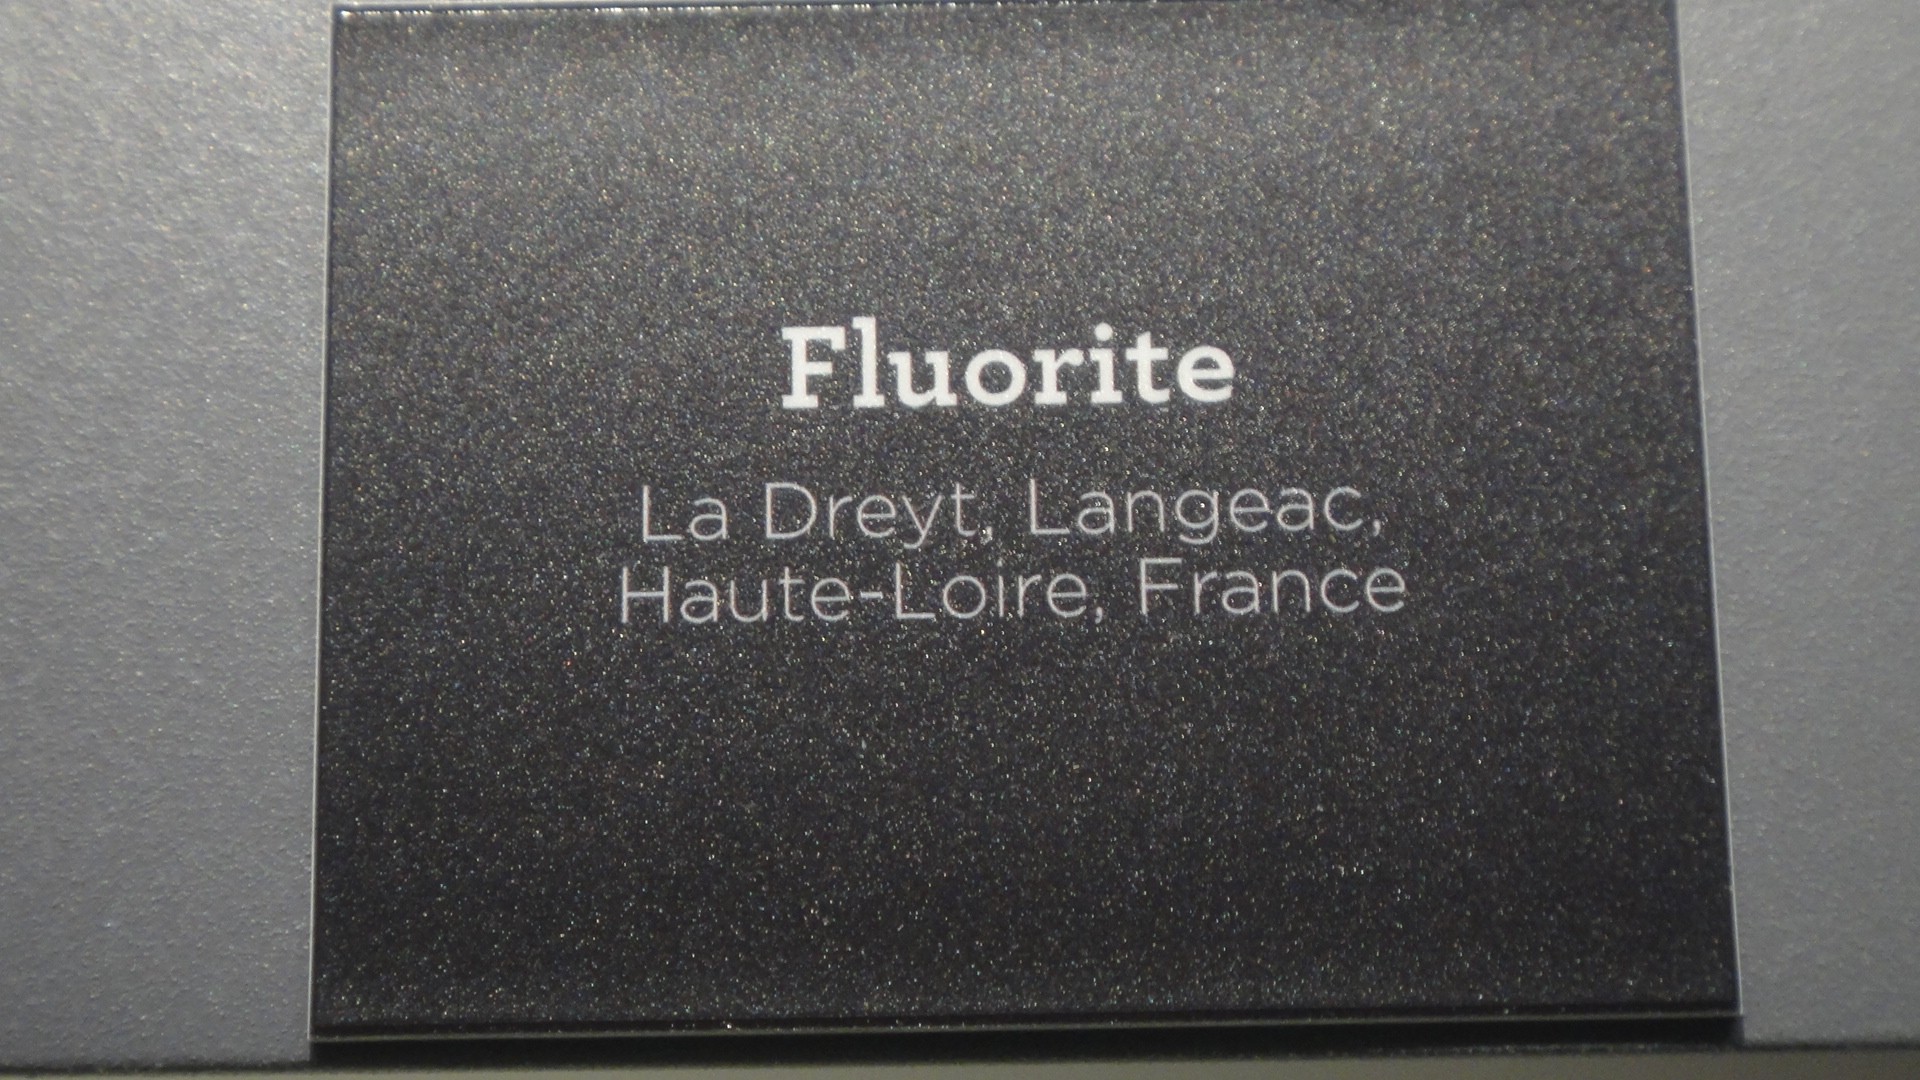 Fluorite
La Dreyt, Langeac,
Haute-Loire, France